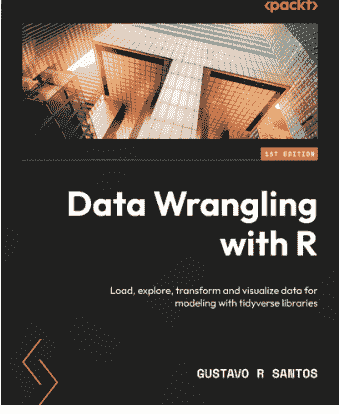 <packt>
1ST EDITION
Data Wrangling
with R
Load, explore, transform and visualize data for
modeling with tidyverse libraries
GUSTAVO R SANTOS